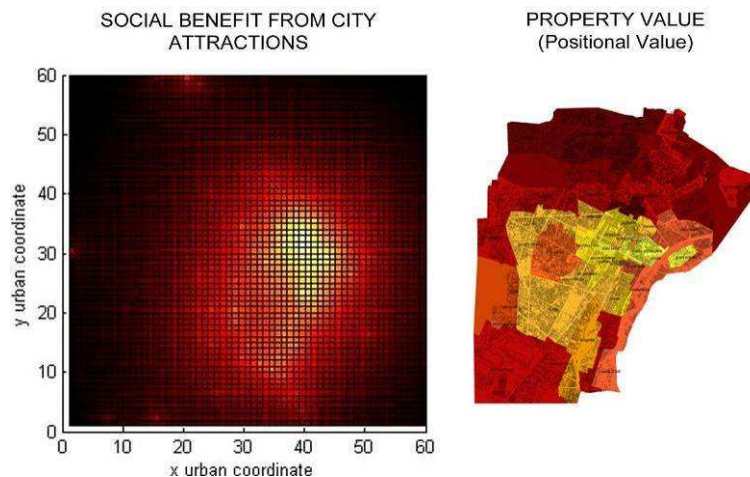 SOCIAL BENEFIT FROM CITY
ATTRACTIONS
PROPERTY VALUE
(Positional Value)
60
50
40
30
20
10
0
0 10 20 30 40 50 60
y urban coordinate
x urban coordinate